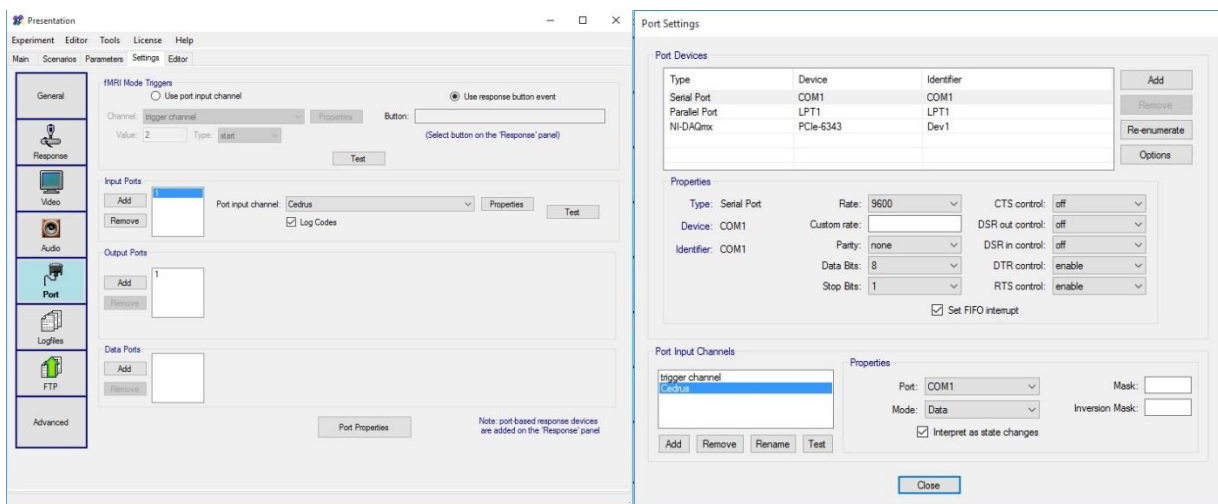 Presentation
Experiment Editor Tools License Help
Main Scenarios Parameters Settings Editor
General
Response
Video
Audio
Port
Logfiles
FTP
Advanced
fMRI Mode Triggers
Use port input channel
Use response button event
Channel: trigger channel Properties Button:
Value: 2 Type: start (Select button on the 'Response' panel)
Test
Input Ports
Add 1 Port input channel: Cedrus Properties Test
Remove Log Codes
Output Ports
Add 1
Remove
Data Ports
Add
Remove
Port Properties
Note: port-based response devices
are added on the 'Response' panel
Port Settings
Port Devices
Type Device Identifier Add
Serial Port COM1 COM1 Remove
Parallel Port LPT1 LPT1
NI-DAQmx PCIe-6343 Dev1 Re-enumerate
Options
Properties
Type: Serial Port Rate: 9600 CTS control: off
Device: COM1 Custom rate: DSR out control: off
Identifier: COM1 Parity: none DSR in control: off
Data Bits: 8 DTR control: enable
Stop Bits: 1 RTS control: enable
Set FIFO interrupt
Port Input Channels
trigger channel
Cedrus
Add Remove Rename Test
Properties
Port: COM1 Mask:
Mode: Data Inversion Mask:
Interpret as state changes
Close